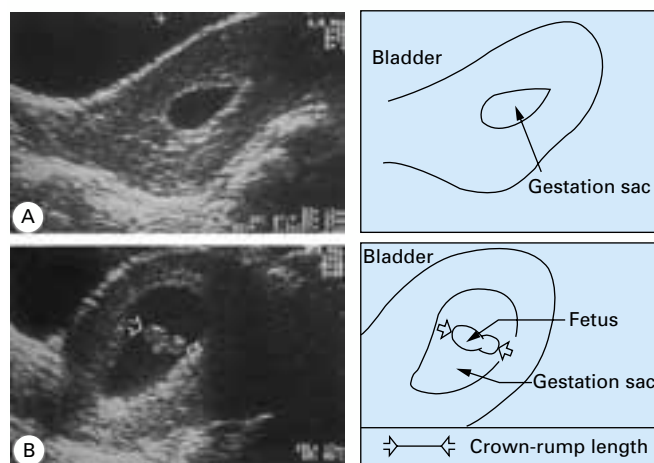 A
Bladder
Gestation sac
B
Bladder
Fetus
Gestation sac
Crown-rump length